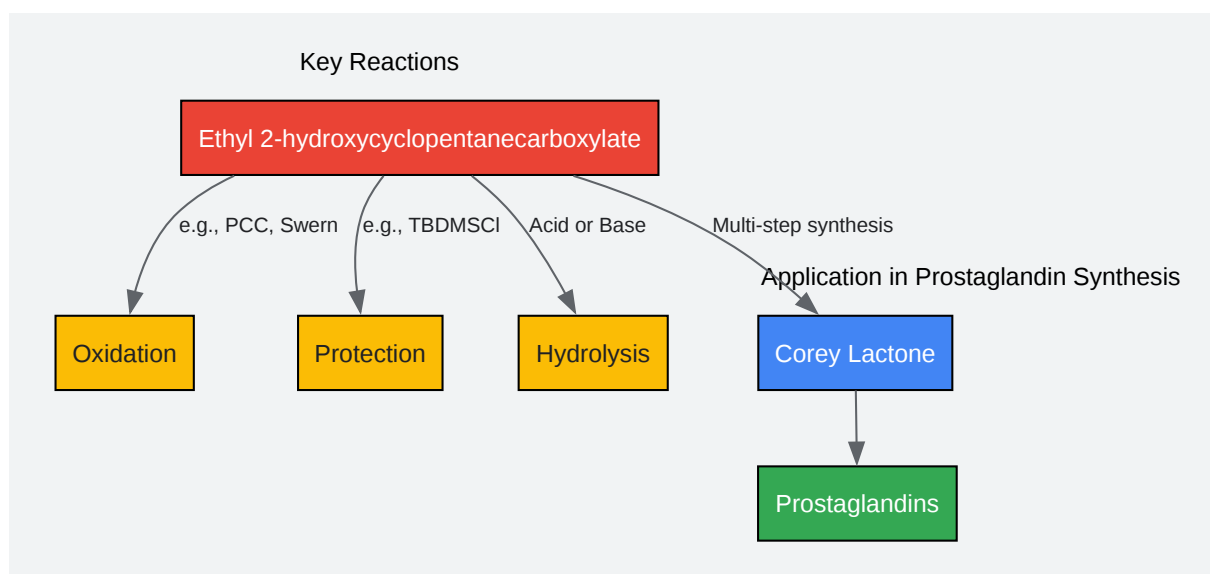 Key Reactions
Ethyl 2-hydroxycyclopentanecarboxylate
e.g., PCC, Swern
e.g., TBDMSCl
Acid or Base
Multi-step synthesis
Application in Prostaglandin Synthesis
Oxidation
Protection
Hydrolysis
Corey Lactone
Prostaglandins